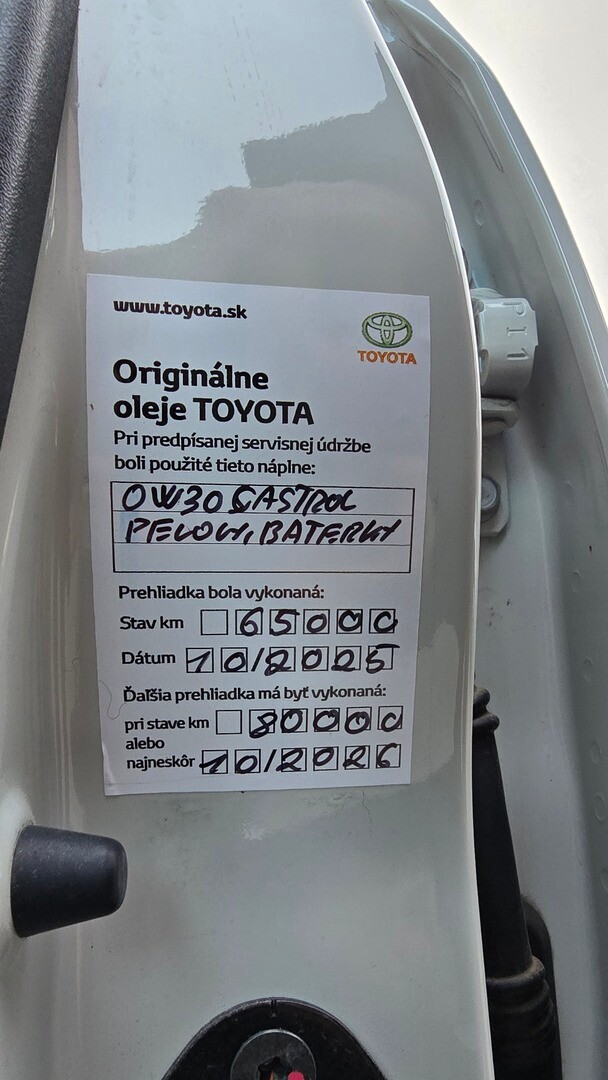 www.toyota.sk
TOYOTA
Originálne
oleje TOYOTA
Pri predpísanej servisnej údržbe
boli použité tieto náplne:
0W30 CASTROL
PEĽOVÝ, BATERKY
Prehliadka bola vykonaná:
Stav km 65000
Dátum 10/2025
Ďaľšia prehliadka má byť vykonaná:
pri stave km 80000
alebo
najneskôr 10/2026